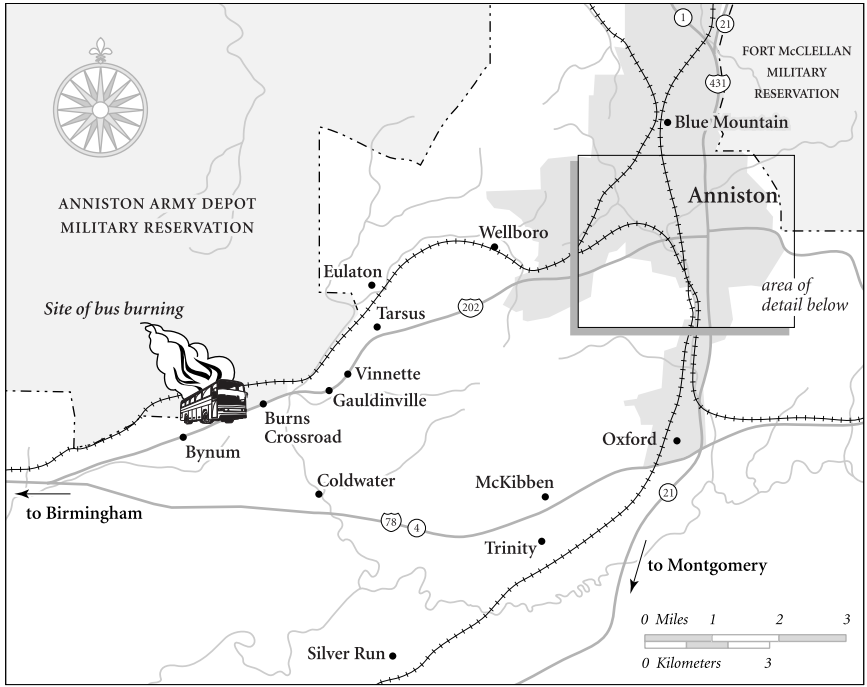 1
21
FORT McCLELLAN
MILITARY
RESERVATION
431
Blue Mountain
ANNISTON ARMY DEPOT
MILITARY RESERVATION
Anniston
Wellboro
Eulaton
area of
detail below
Site of bus burning
202
Tarsus
Vinnette
Gauldinville
Burns
Crossroad
Bynum
Oxford
Coldwater
McKibben
21
to Birmingham
78
4
Trinity
to Montgomery
0 Miles 1 2 3
0 Kilometers 3
Silver Run